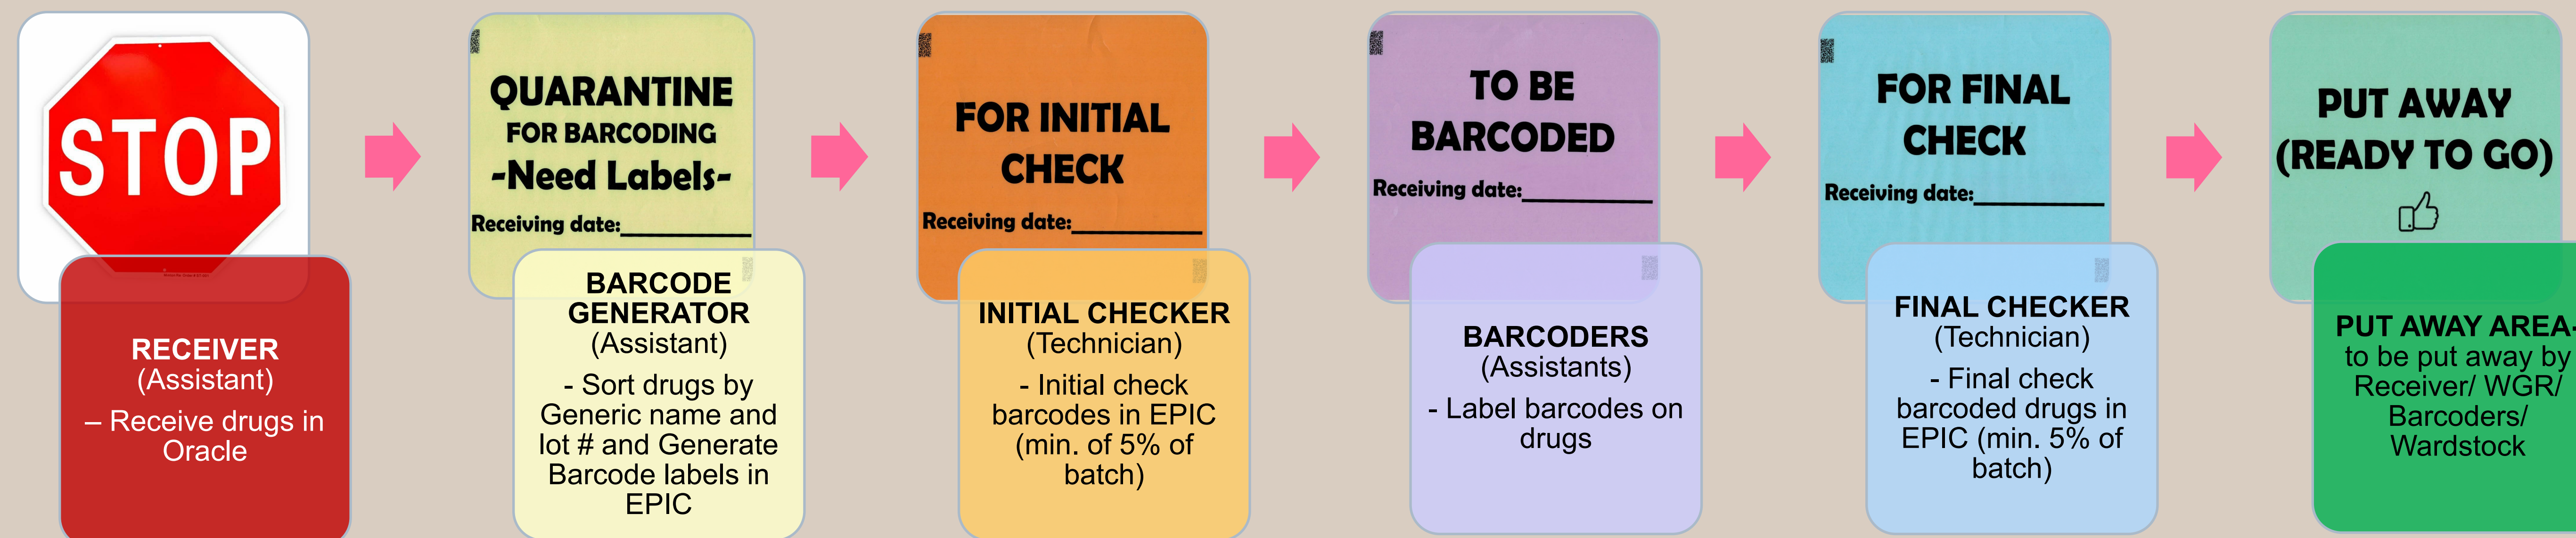 STOP
RECEIVER
(Assistant)
– Receive drugs in
Oracle
QUARANTINE
FOR BARCODING
-Need Labels-
Receiving date:____________
BARCODE
GENERATOR
(Assistant)
- Sort drugs by
Generic name and
lot # and Generate
Barcode labels in
EPIC
FOR INITIAL
CHECK
Receiving date:____________
INITIAL CHECKER
(Technician)
- Initial check
barcodes in EPIC
(min. of 5% of
batch)
TO BE
BARCODED
Receiving date:____________
BARCODERS
(Assistants)
- Label barcodes on
drugs
FOR FINAL
CHECK
Receiving date:____________
FINAL CHECKER
(Technician)
- Final check
barcoded drugs in
EPIC (min. 5% of
batch)
PUT AWAY
(READY TO GO)
PUT AWAY AREA-
to be put away by
Receiver/ WGR/
Barcoders/
Wardstock